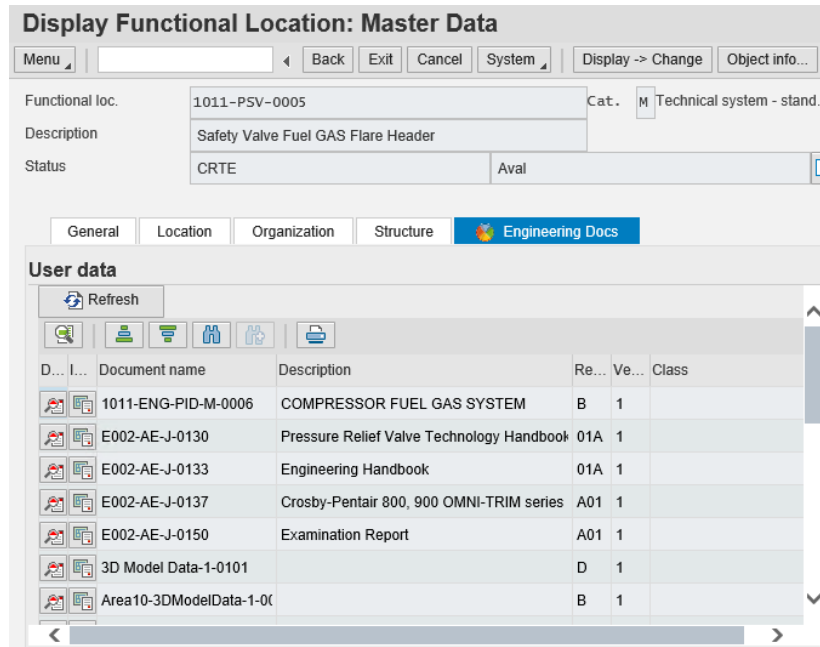 Display Functional Location: Master Data
Menu Back Exit Cancel System Display -> Change Object info...
Functional loc. 1011-PSV-0005 Cat. M Technical system - stand.
Description Safety Valve Fuel GAS Flare Header
Status CRTE Aval
General Location Organization Structure Engineering Docs
User data
Refresh
D... I... Document name Description Re... Ve... Class
1011-ENG-PID-M-0006 COMPRESSOR FUEL GAS SYSTEM B 1
E002-AE-J-0130 Pressure Relief Valve Technology Handbook 01A 1
E002-AE-J-0133 Engineering Handbook 01A 1
E002-AE-J-0137 Crosby-Pentair 800, 900 OMNI-TRIM series A01 1
E002-AE-J-0150 Examination Report A01 1
3D Model Data-1-0101 D 1
Area10-3DModelData-1-00 B 1